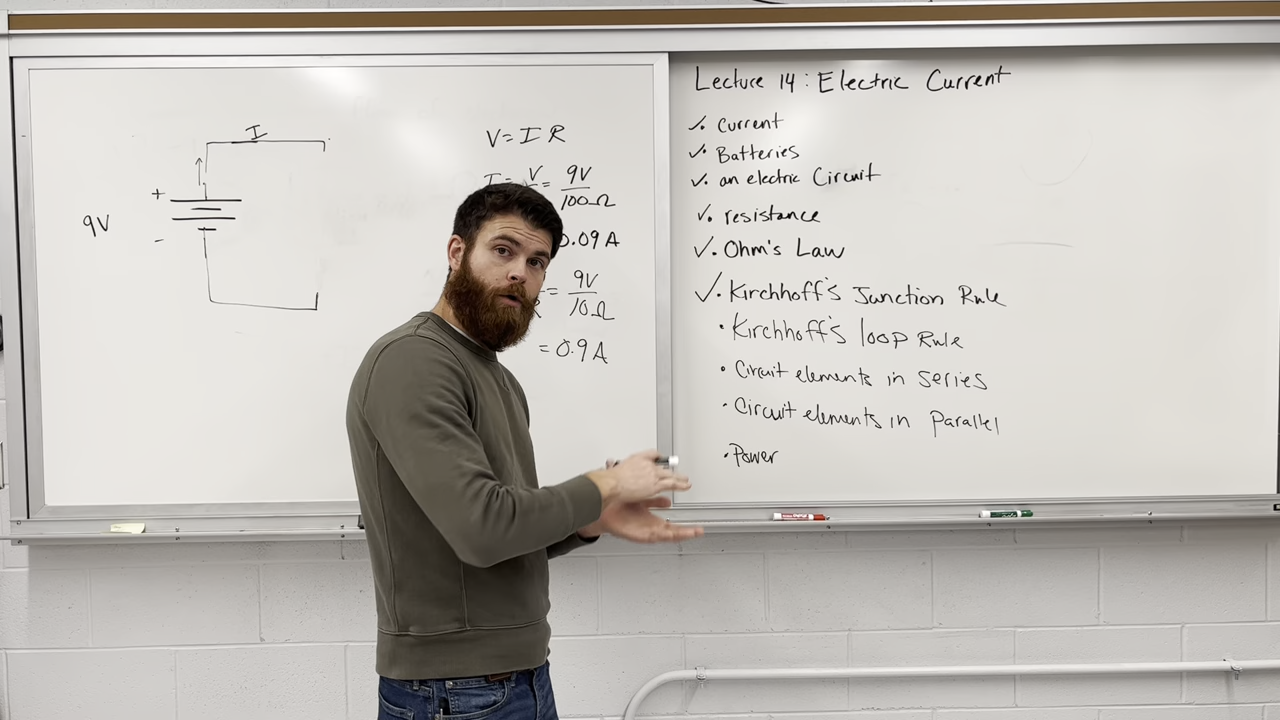 I
+
9V
-
V = I R
I = V = 9V
100Ω
0.09 A
= 9V
R 10Ω
= 0.9 A
Lecture 14: Electric Current
✓. Current
✓. Batteries
✓. an electric Circuit
✓. resistance
✓. Ohm's Law
✓. Kirchhoff's Junction Rule
• Kirchhoff's loop Rule
• Circuit elements in series
• Circuit elements in Parallel
• Power